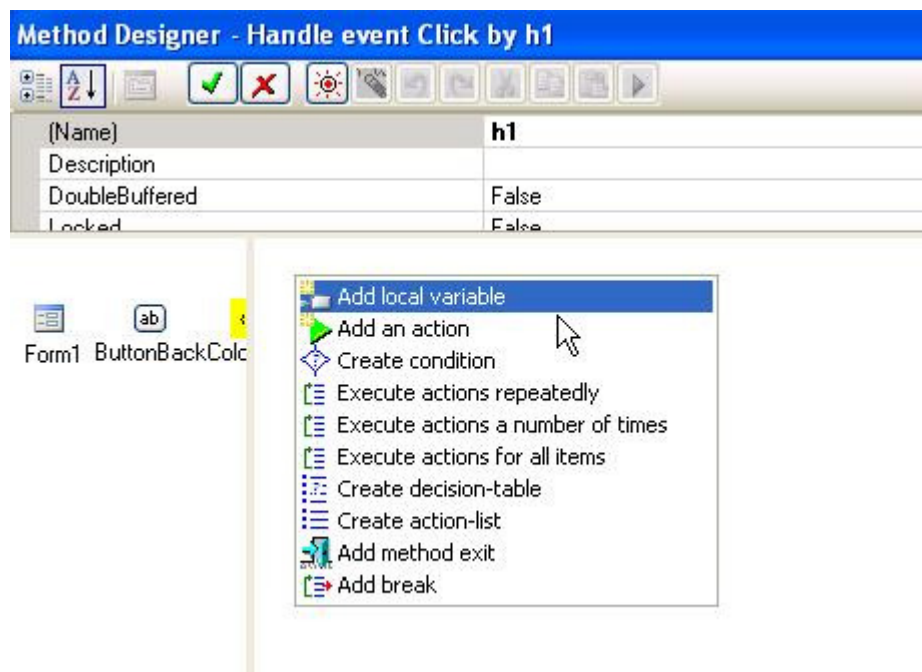 Method Designer - Handle event Click by h1
(Name) h1
Description
DoubleBuffered False
Locked False
Form1 ButtonBackColo
ab
Add local variable
Add an action
Create condition
Execute actions repeatedly
Execute actions a number of times
Execute actions for all items
Create decision-table
Create action-list
Add method exit
Add break